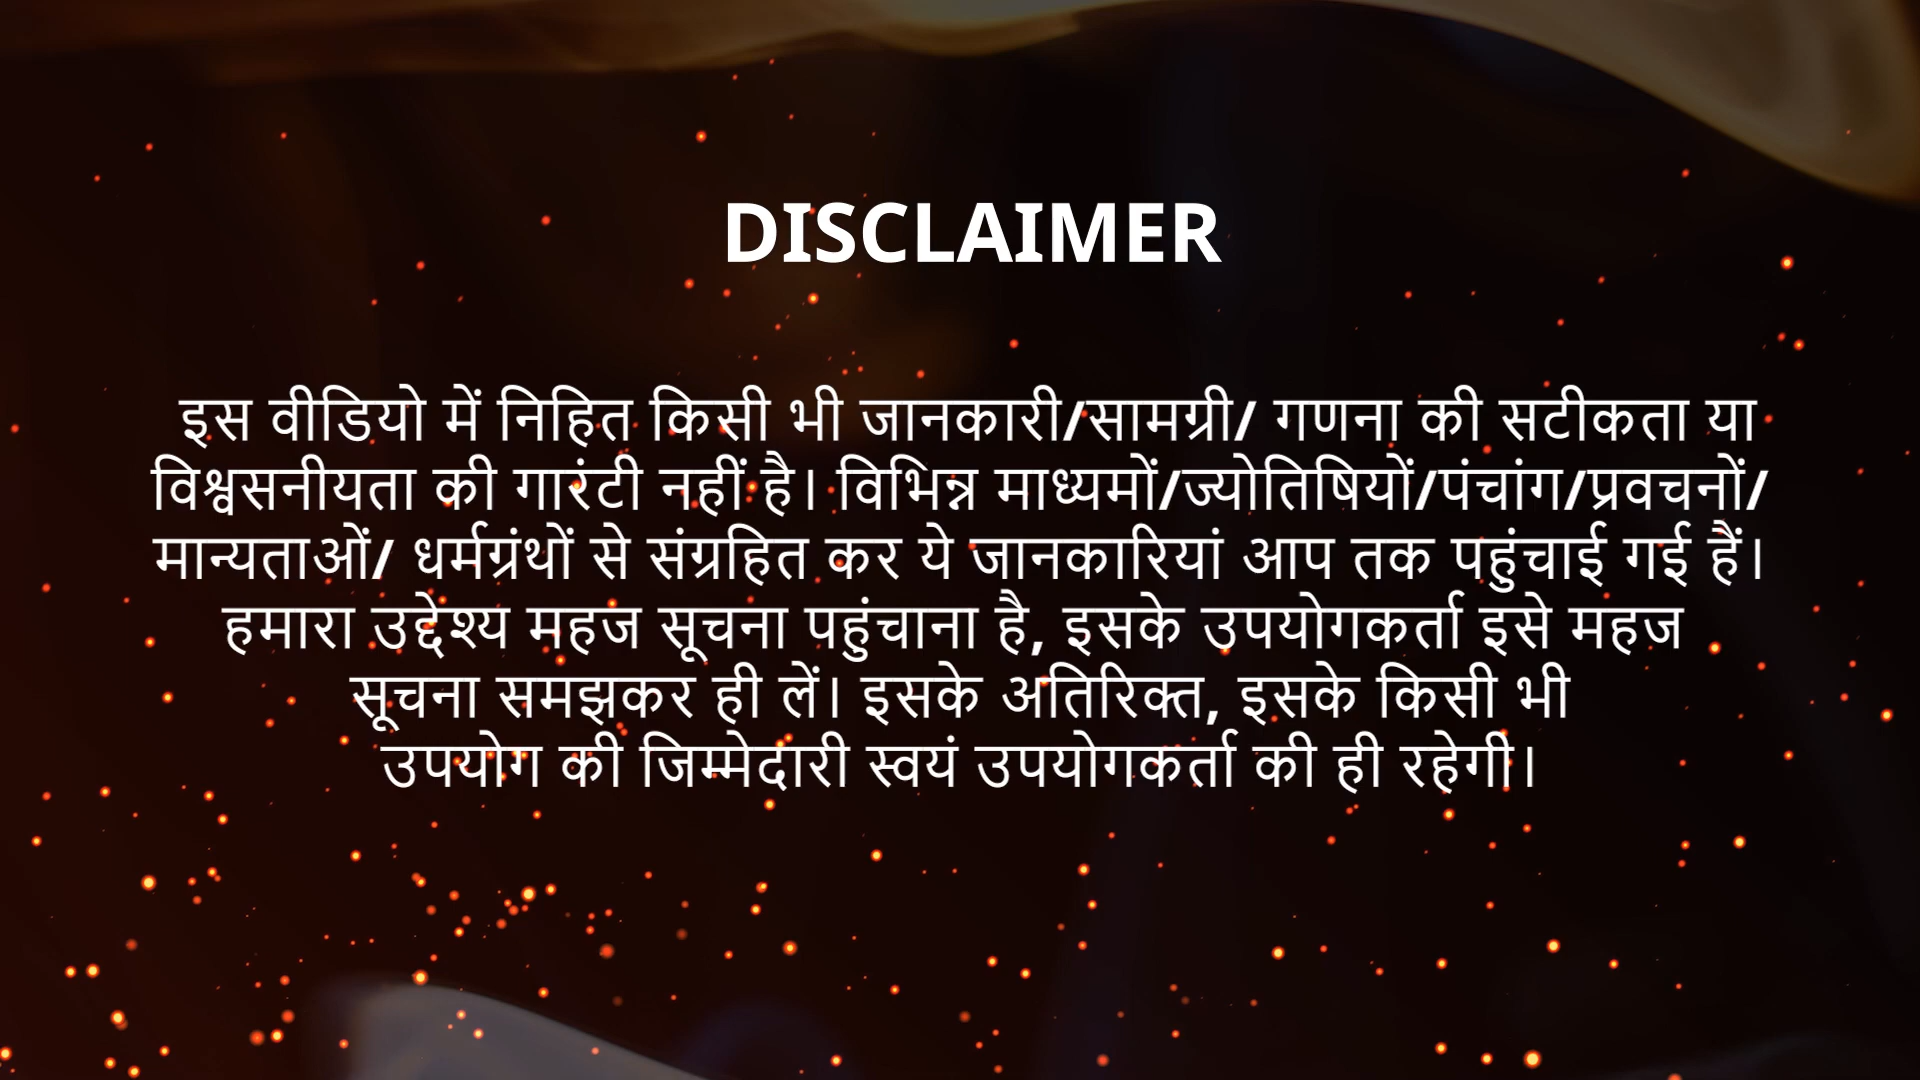 DISCLAIMER
इस वीडियो में निहित किसी भी जानकारी/सामग्री/ गणना की सटीकता या
विश्वसनीयता की गारंटी नहीं है। विभिन्न माध्यमों/ज्योतिषियों/पंचांग/प्रवचनों/
मान्यताओं/ धर्मग्रंथों से संग्रहित कर ये जानकारियां आप तक पहुंचाई गई हैं।
हमारा उद्देश्य महज सूचना पहुंचाना है, इसके उपयोगकर्ता इसे महज
सूचना समझकर ही लें। इसके अतिरिक्त, इसके किसी भी
उपयोग की जिम्मेदारी स्वयं उपयोगकर्ता की ही रहेगी।